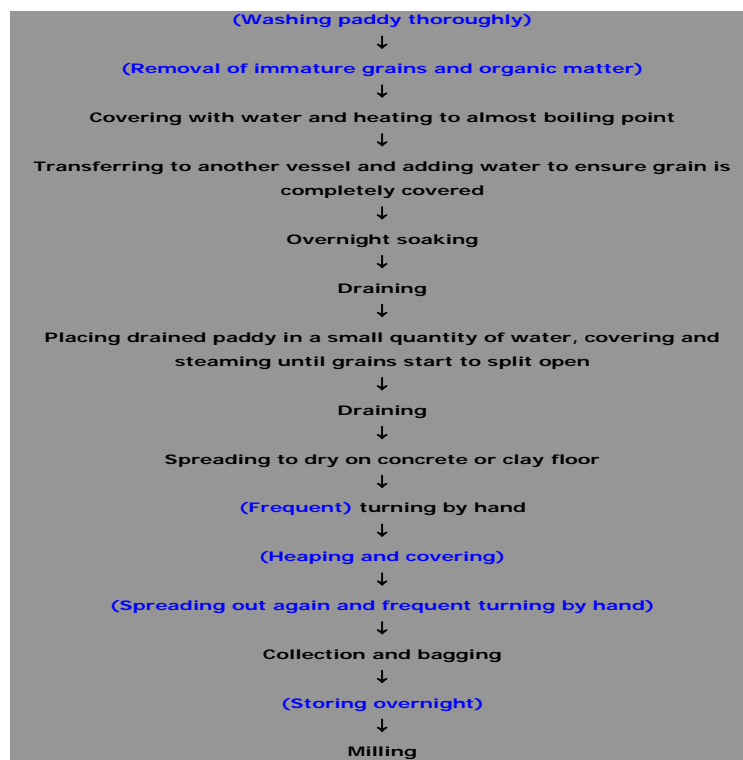 (Washing paddy thoroughly)
↓
(Removal of immature grains and organic matter)
↓
Covering with water and heating to almost boiling point
↓
Transferring to another vessel and adding water to ensure grain is
completely covered
↓
Overnight soaking
↓
Draining
↓
Placing drained paddy in a small quantity of water, covering and
steaming until grains start to split open
↓
Draining
↓
Spreading to dry on concrete or clay floor
↓
(Frequent) turning by hand
↓
(Heaping and covering)
↓
(Spreading out again and frequent turning by hand)
↓
Collection and bagging
↓
(Storing overnight)
↓
Milling